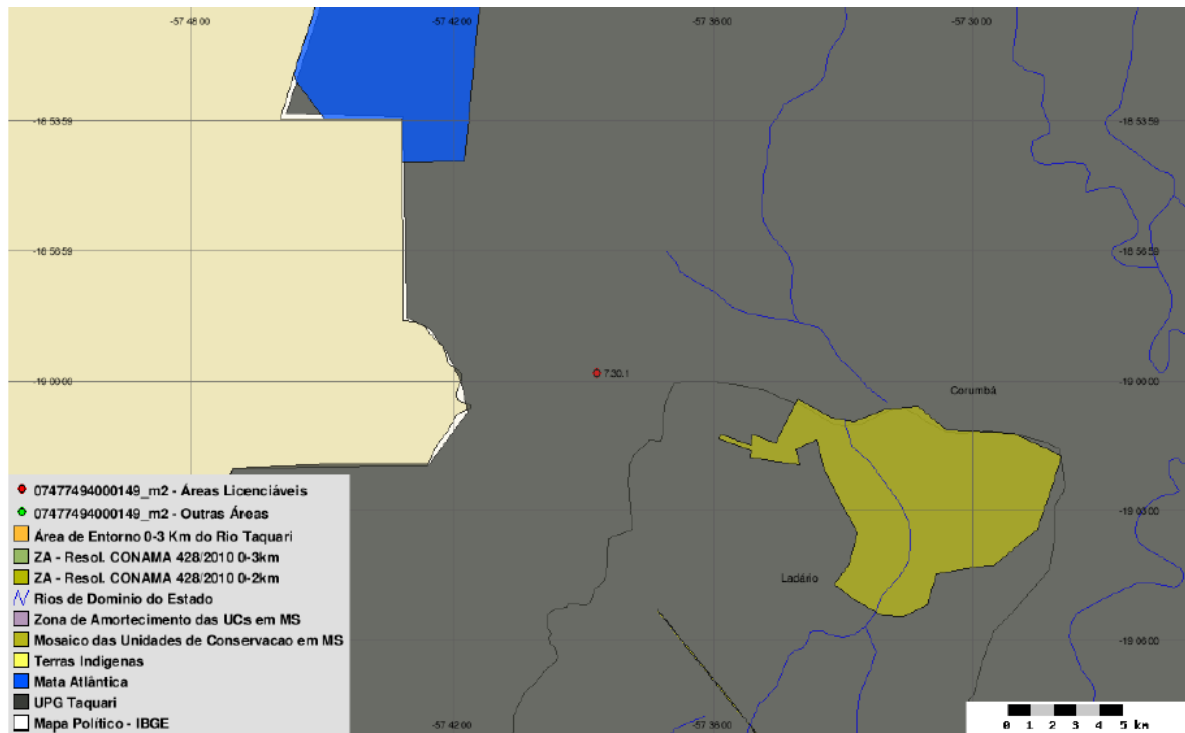 -57 48 00 -57 42 00 -57 36 00 -57 30 00
-18 53 59 -18 53 59
-18 56 59 -18 56 59
730.1
-19 00 00 -19 00 00
Corumbá
07477494000149_m2 - Áreas Licenciáveis
07477494000149_m2 - Outras Áreas
-19 03 00
Área de Entorno 0-3 Km do Rio Taquari
ZA - Resol. CONAMA 428/2010 0-3km
ZA - Resol. CONAMA 428/2010 0-2km
Ladário
Rios de Dominio do Estado
Zona de Amortecimento das UCs em MS
Mosaico das Unidades de Conservacao em MS
-19 06 00
Terras Indigenas
Mata Atlântica
UPG Taquari
Mapa Político - IBGE
-57 42 00 -57 36 00
0 1 2 3 4 5 km